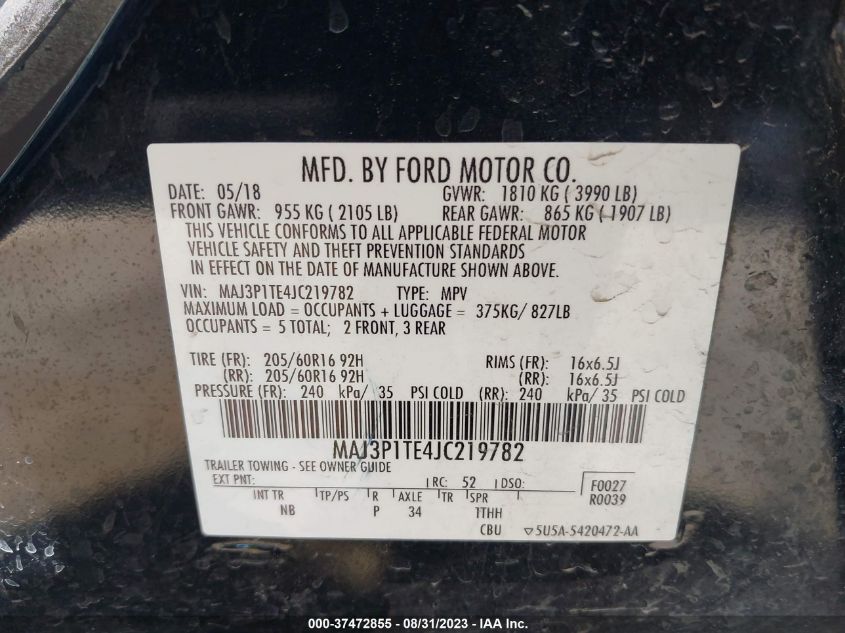 MFD. BY FORD MOTOR CO.
DATE: 05/18 GVWR: 1810 KG ( 3990 LB)
FRONT GAWR: 955 KG ( 2105 LB) REAR GAWR: 865 KG ( 1907 LB)
THIS VEHICLE CONFORMS TO ALL APPLICABLE FEDERAL MOTOR
VEHICLE SAFETY AND THEFT PREVENTION STANDARDS
IN EFFECT ON THE DATE OF MANUFACTURE SHOWN ABOVE.
VIN: MAJ3P1TE4JC219782 TYPE: MPV
MAXIMUM LOAD = OCCUPANTS + LUGGAGE = 375KG/ 827LB
OCCUPANTS = 5 TOTAL; 2 FRONT, 3 REAR
TIRE (FR): 205/60R16 92H RIMS (FR): 16x6.5J
(RR): 205/60R16 92H (RR): 16x6.5J
PRESSURE (FR): 240 kPa/ 35 PSI COLD (RR): 240 kPa/ 35 PSI COLD
MAJ3P1TE4JC219782
TRAILER TOWING - SEE OWNER GUIDE
EXT PNT: RC: 52 DSO: F0027
R0039
INT TR TP/PS R AXLE TR SPR
NB P 34 1THH
CBU ▽5U5A-5420472-AA
000-37472855 - 08/31/2023 - COPYRIGHT IAA, Inc.